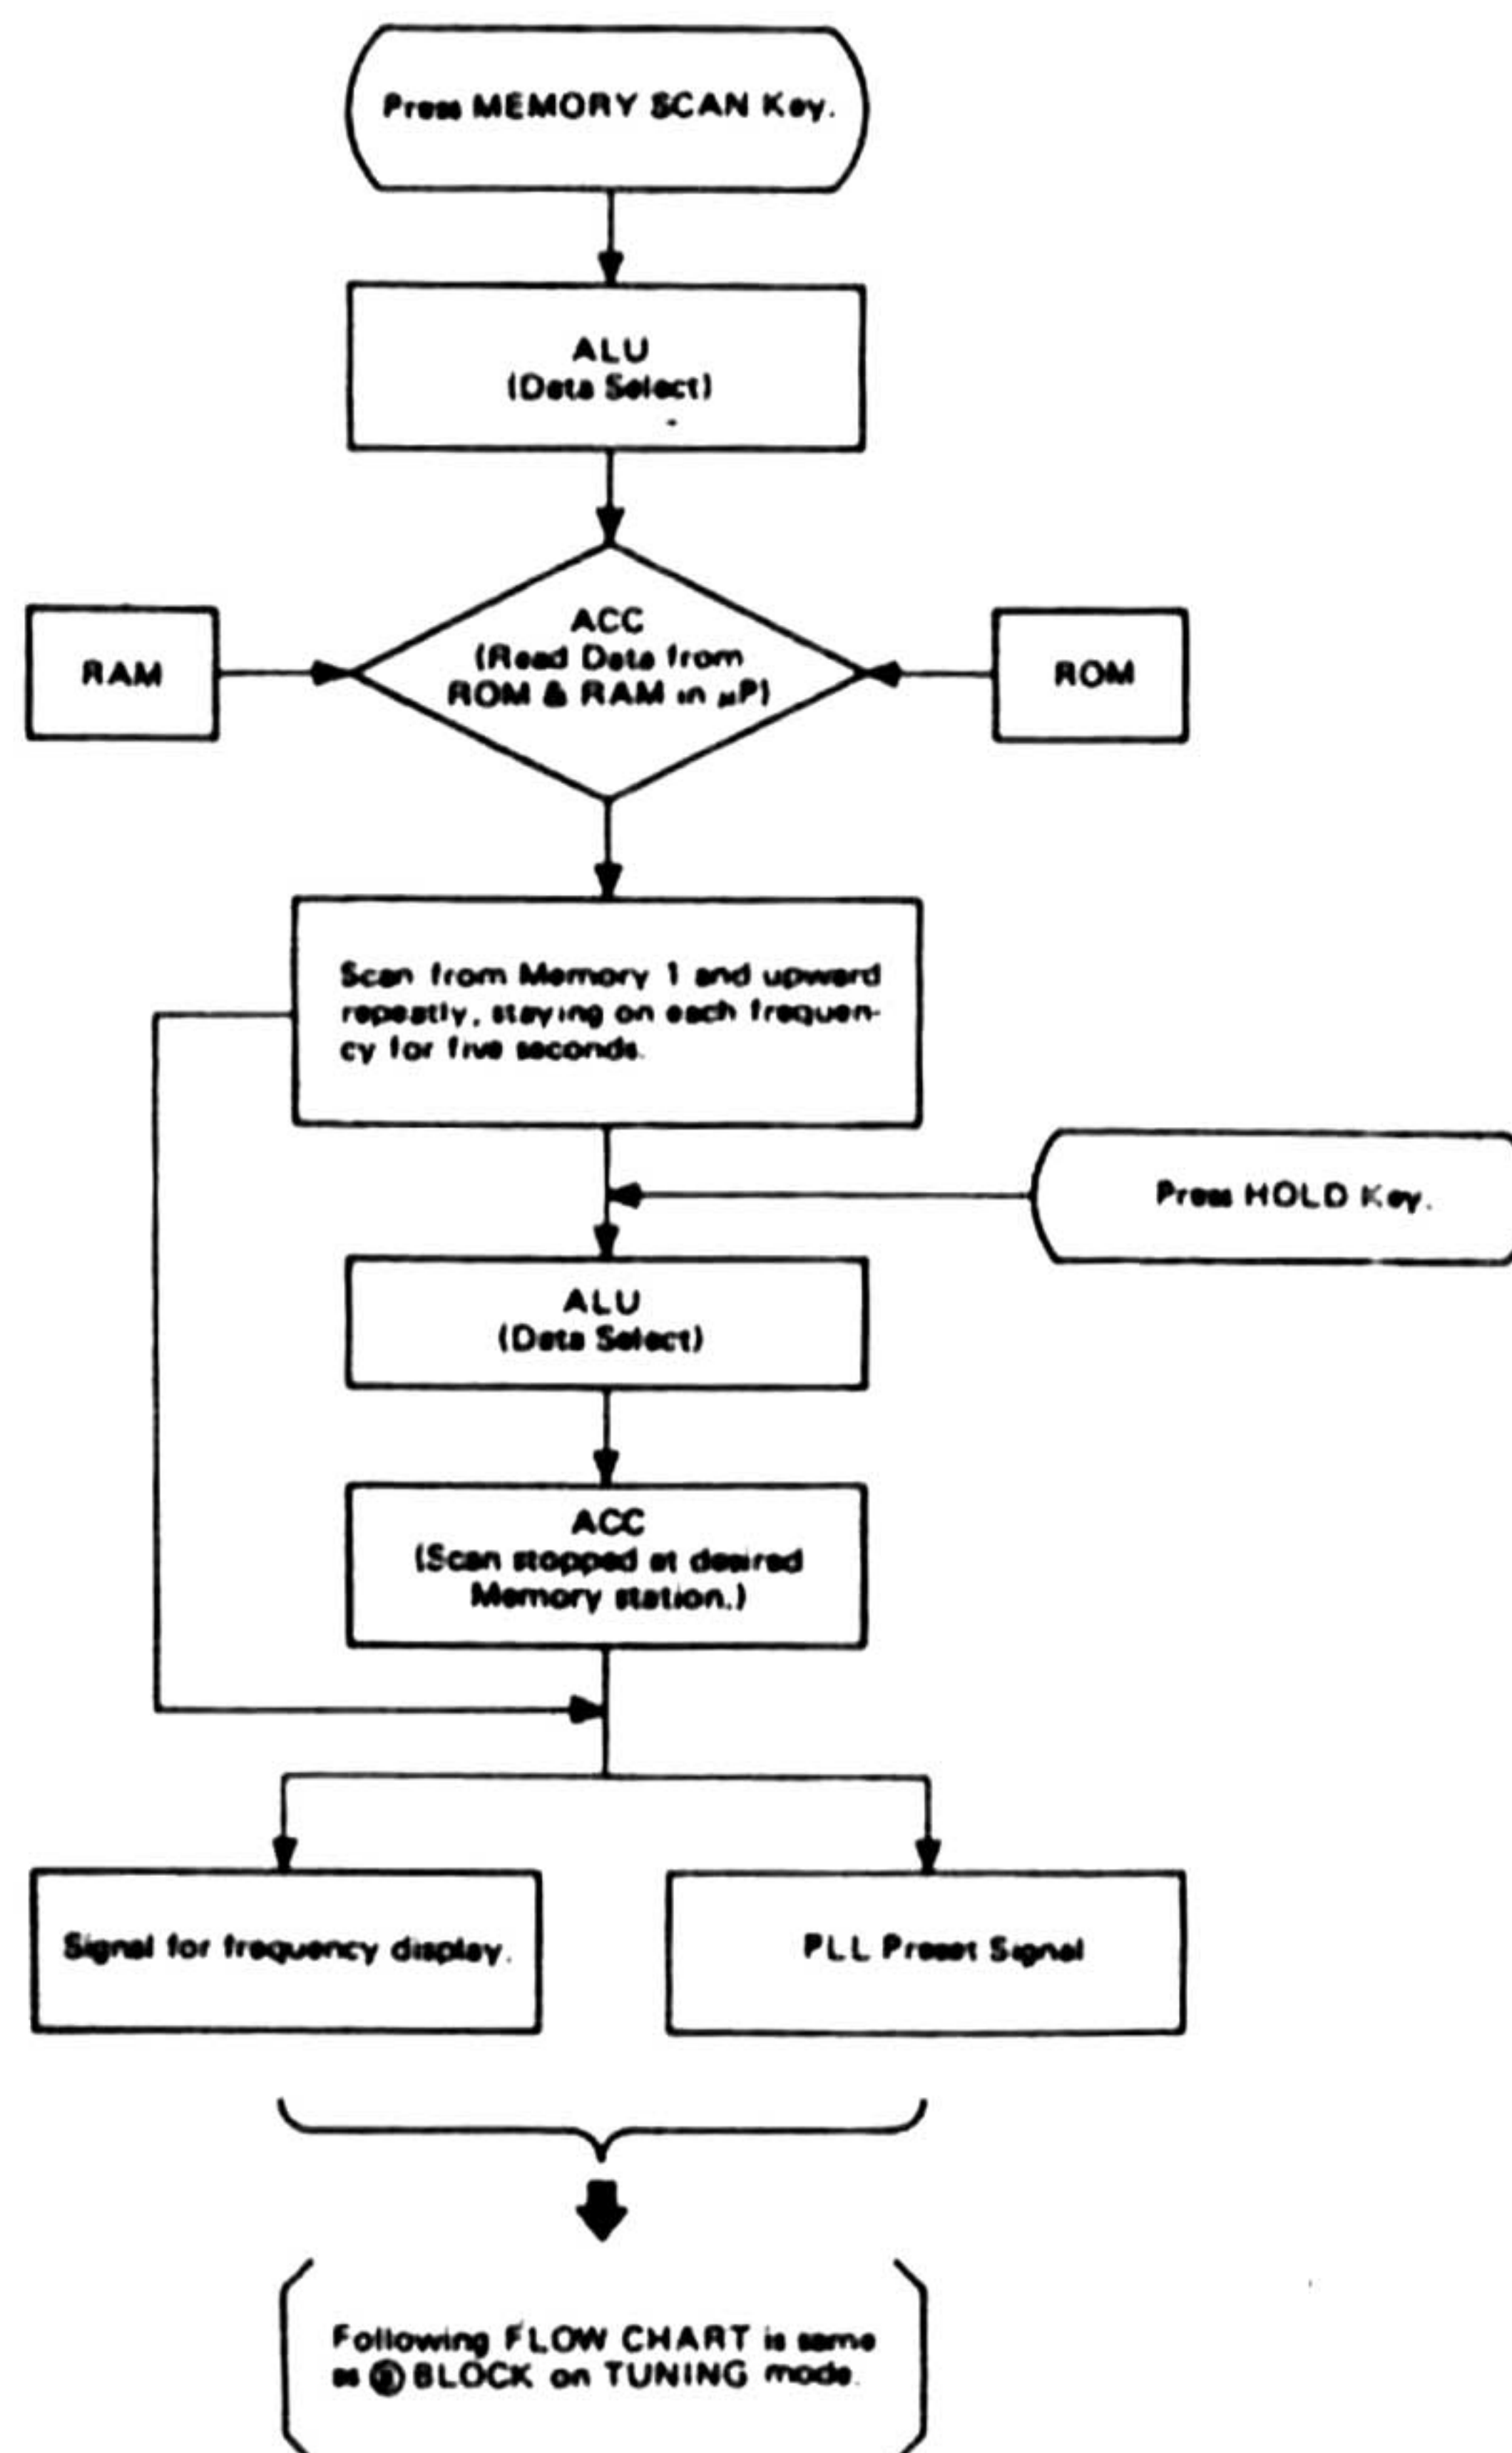 Press MEMORY SCAN Key.
ALU
(Data Select)
ACC
(Read Data from
ROM & RAM in μP)
RAM
ROM
Scan from Memory 1 and upward
repeatly, staying on each frequen-
cy for five seconds.
Press HOLD Key.
ALU
(Data Select)
ACC
(Scan stopped at desired
Memory station.)
Signal for frequency display.
PLL Preset Signal
Following FLOW CHART is same
as BLOCK on TUNING mode.